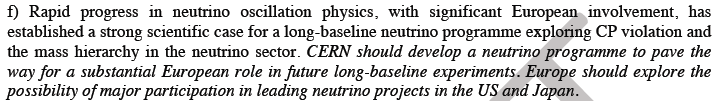 f) Rapid progress in neutrino oscillation physics, with significant European involvement, has
established a strong scientific case for a long-baseline neutrino programme exploring CP violation and
the mass hierarchy in the neutrino sector. CERN should develop a neutrino programme to pave the
way for a substantial European role in future long-baseline experiments. Europe should explore the
possibility of major participation in leading neutrino projects in the US and Japan.